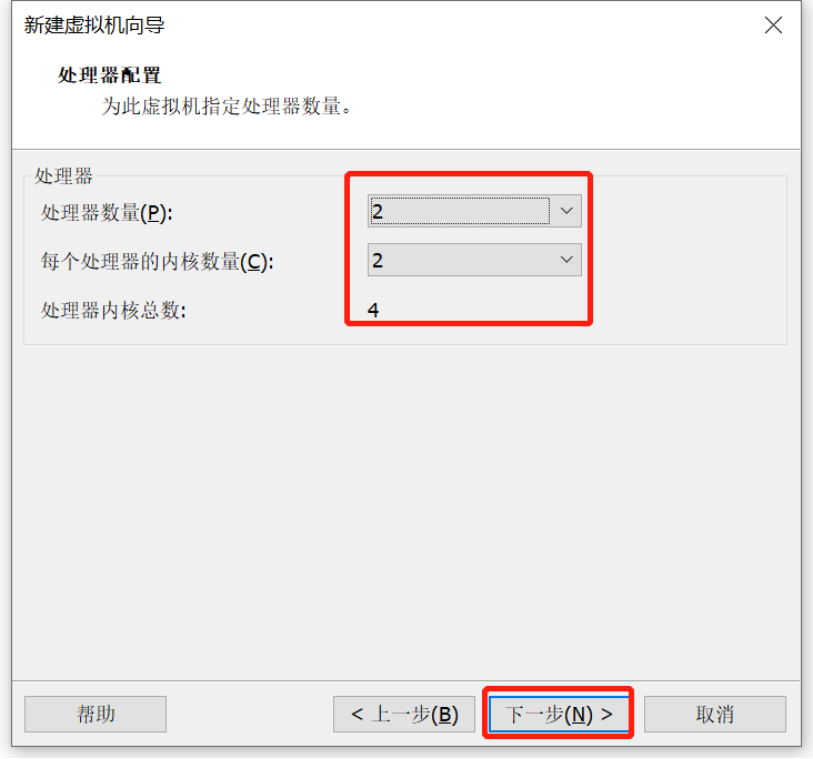 新建虚拟机向导
处理器配置
为此虚拟机指定处理器数量。
处理器
处理器数量(P): 2
每个处理器的内核数量(C): 2
处理器内核总数: 4
帮助 < 上一步(B) 下一步(N) > 取消